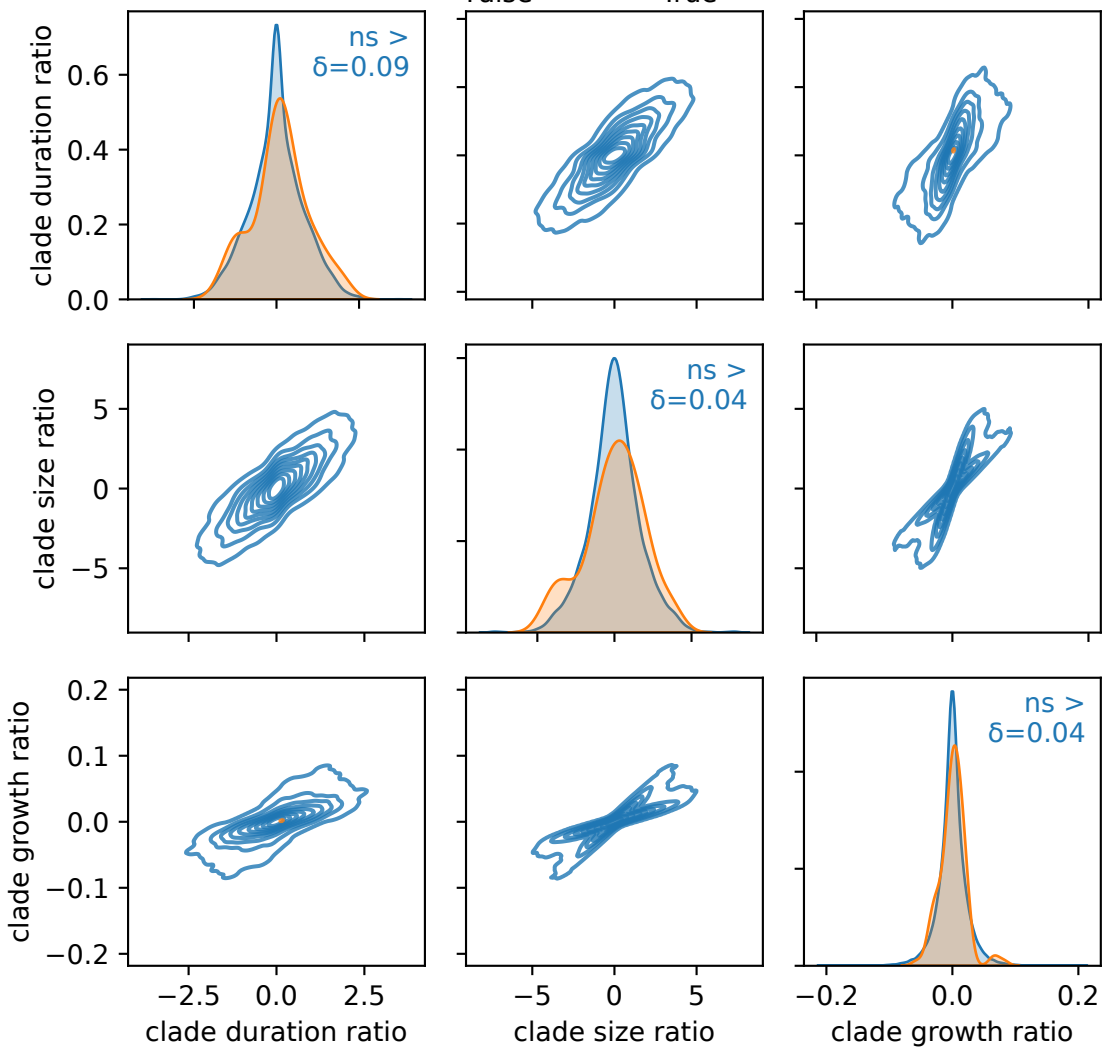 clade duration ratio
0.6
0.4
0.2
0.0
ns >
δ=0.09
clade size ratio
5
0
−5
ns >
δ=0.04
clade growth ratio
0.2
0.1
0.0
−0.1
−0.2
ns >
δ=0.04
−2.5 0.0 2.5
−5 0 5
−0.2 0.0 0.2
clade duration ratio
clade size ratio
clade growth ratio